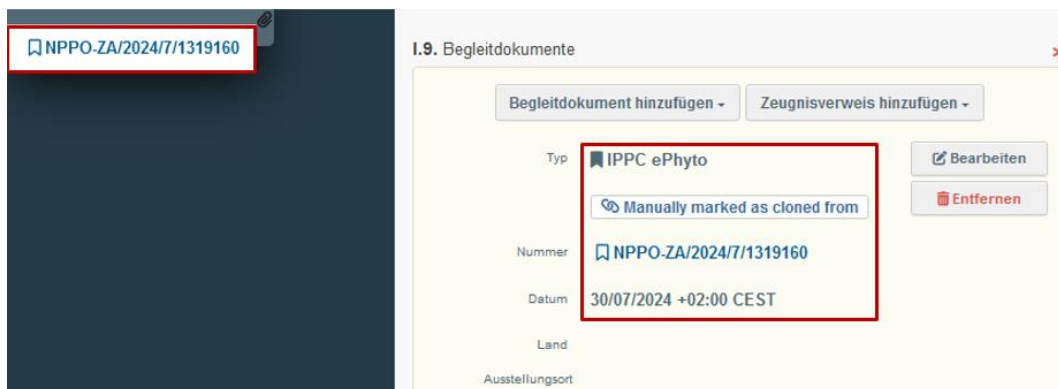 NPPO-ZA/2024/7/1319160
I.9. Begleitdokumente
Begleitdokument hinzufügen
Zeugnisverweis hinzufügen
Typ IPPC ePhyto
Bearbeiten
Manually marked as cloned from
Entfernen
Nummer NPPO-ZA/2024/7/1319160
Datum 30/07/2024 +02:00 CEST
Land
Ausstellungsort